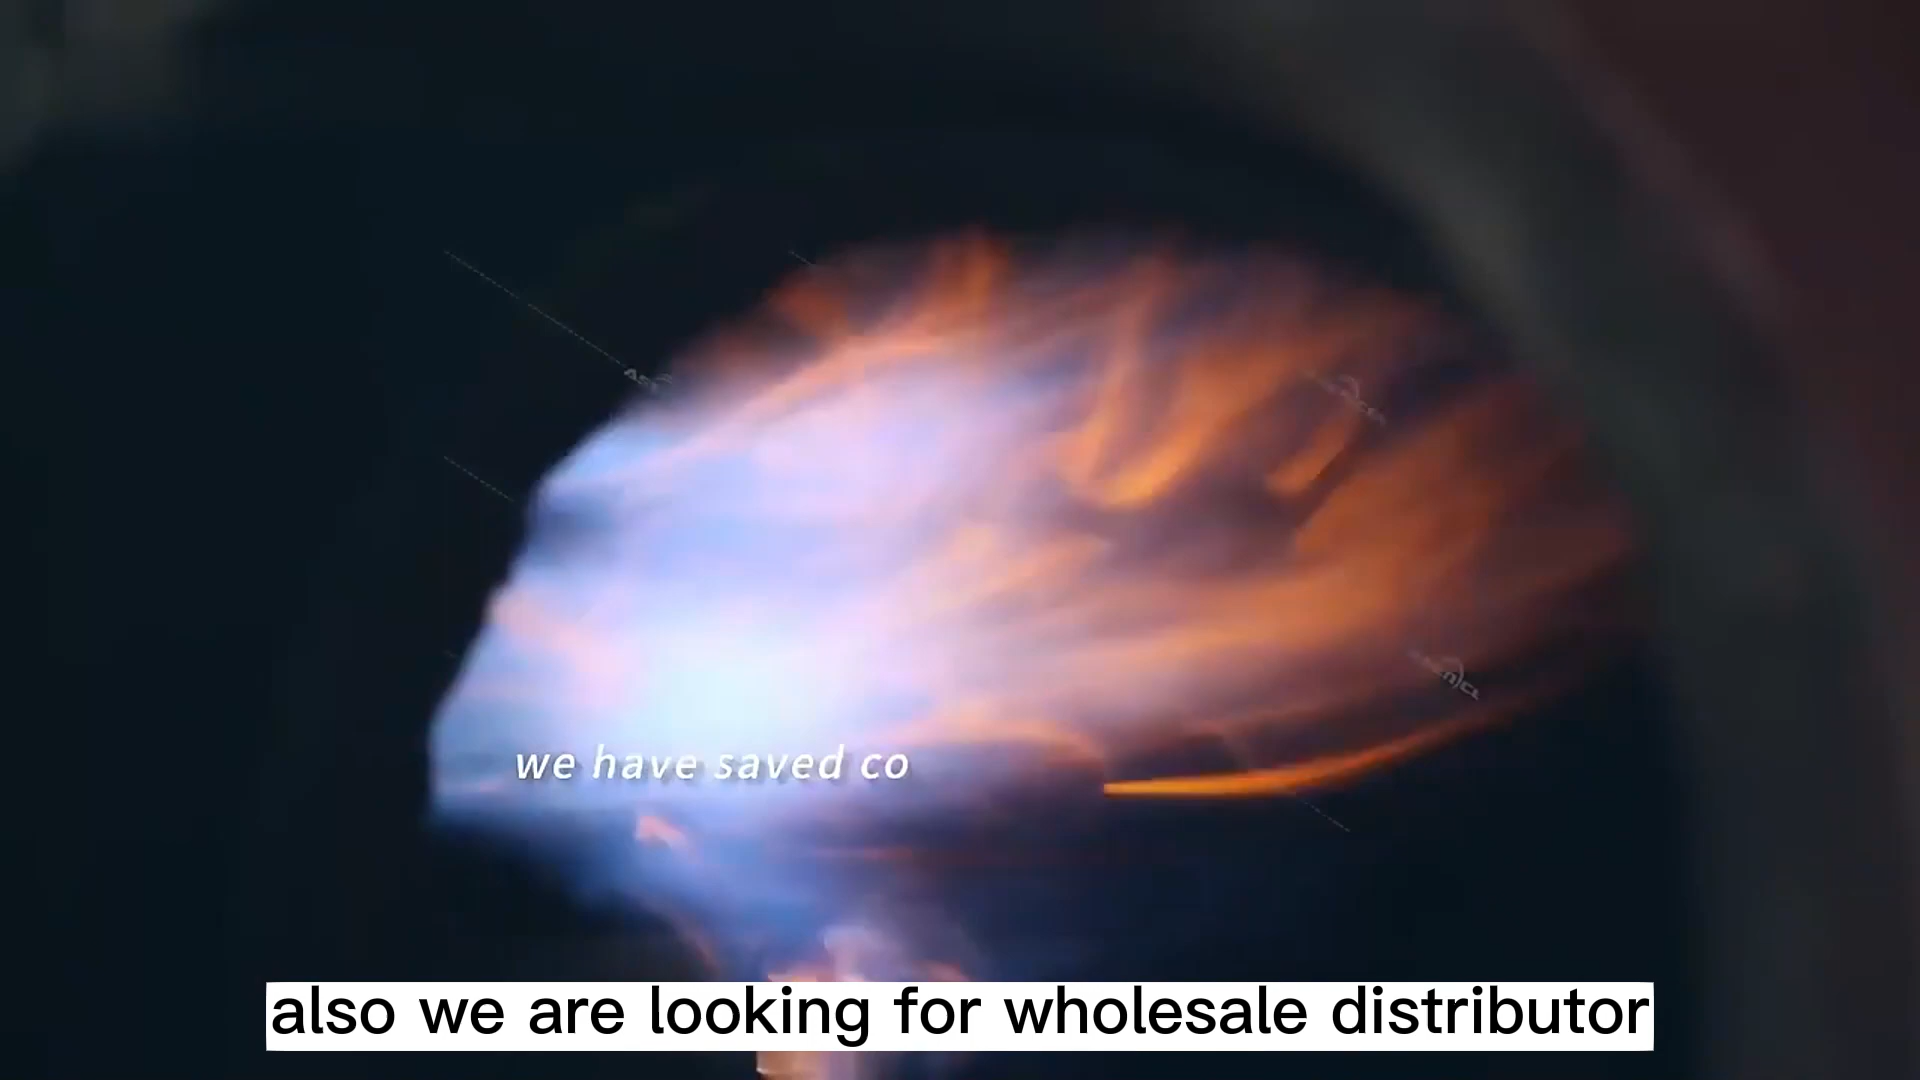 we have saved co
also we are looking for wholesale distributor